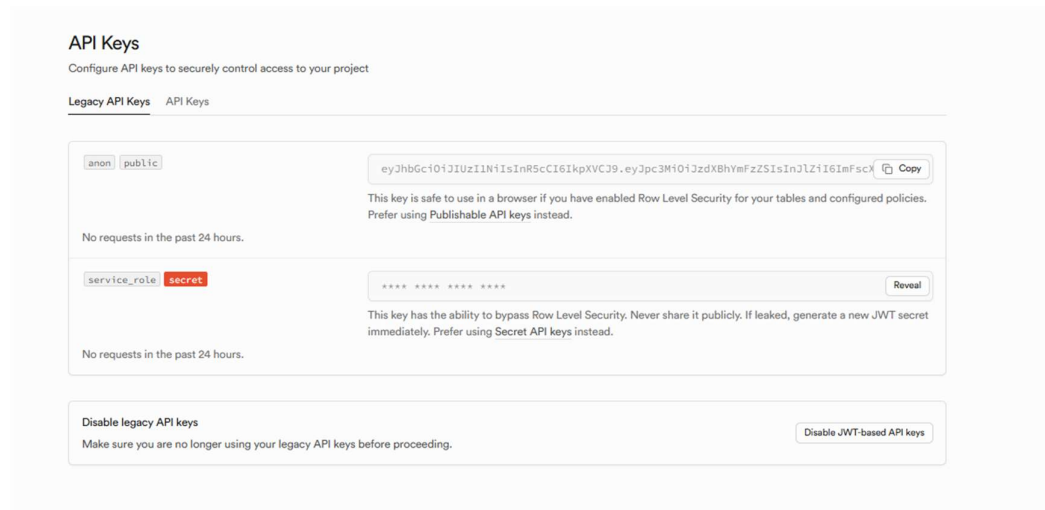 API Keys
Configure API keys to securely control access to your project
Legacy API Keys API Keys
anon public
eyJhbGciOiJIUzI1NiIsInR5cCI6IkpXVCJ9.eyJpc3MiOiJzdXBhYmFzZSIsInJlZiI6ImFscX Copy
This key is safe to use in a browser if you have enabled Row Level Security for your tables and configured policies.
Prefer using Publishable API keys instead.
No requests in the past 24 hours.
service_role secret
**** **** **** **** Reveal
This key has the ability to bypass Row Level Security. Never share it publicly. If leaked, generate a new JWT secret
immediately. Prefer using Secret API keys instead.
No requests in the past 24 hours.
Disable legacy API keys
Make sure you are no longer using your legacy API keys before proceeding.
Disable JWT-based API keys